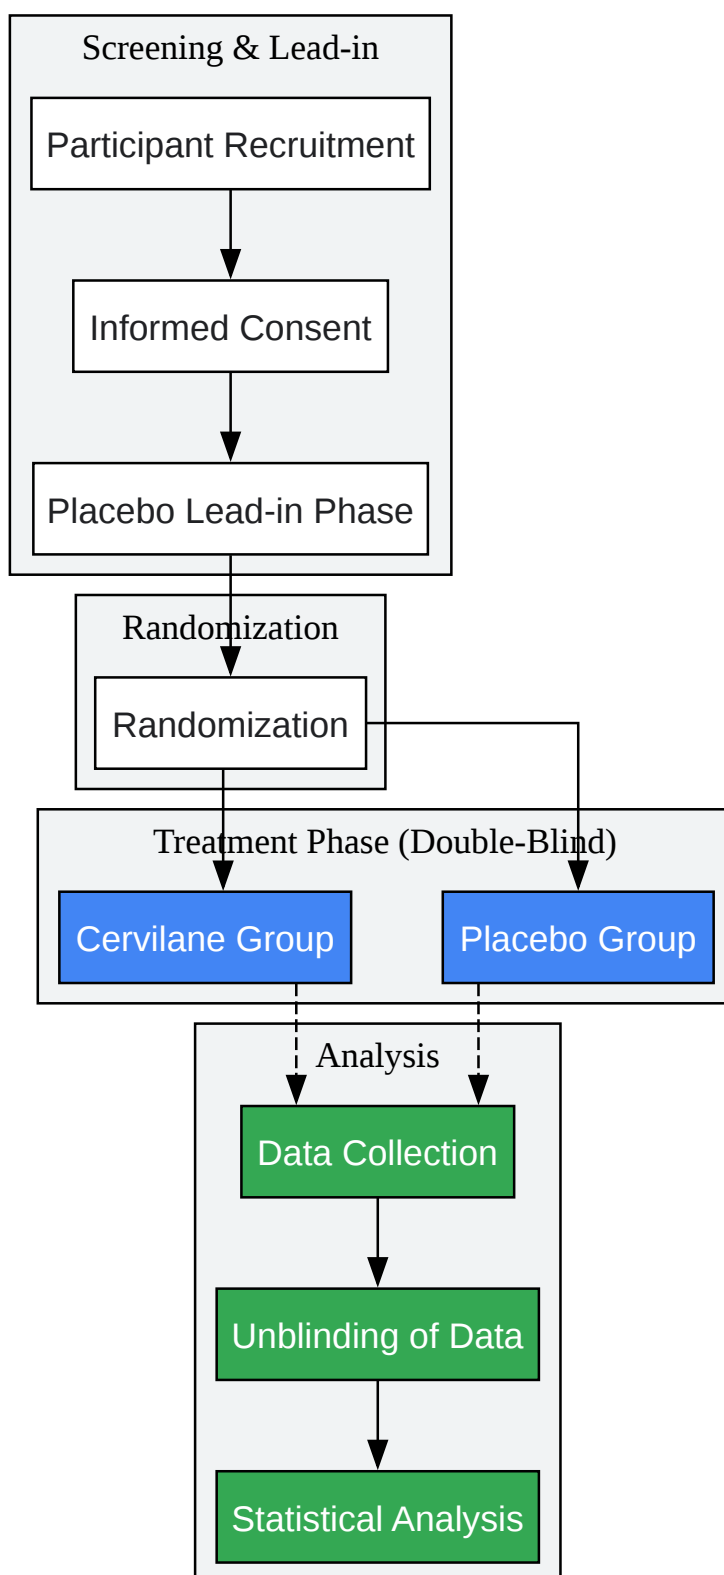 Screening & Lead-in
Participant Recruitment
Informed Consent
Placebo Lead-in Phase
Randomization
Randomization
Treatment Phase (Double-Blind)
Cervilane Group
Placebo Group
Analysis
Data Collection
Unblinding of Data
Statistical Analysis